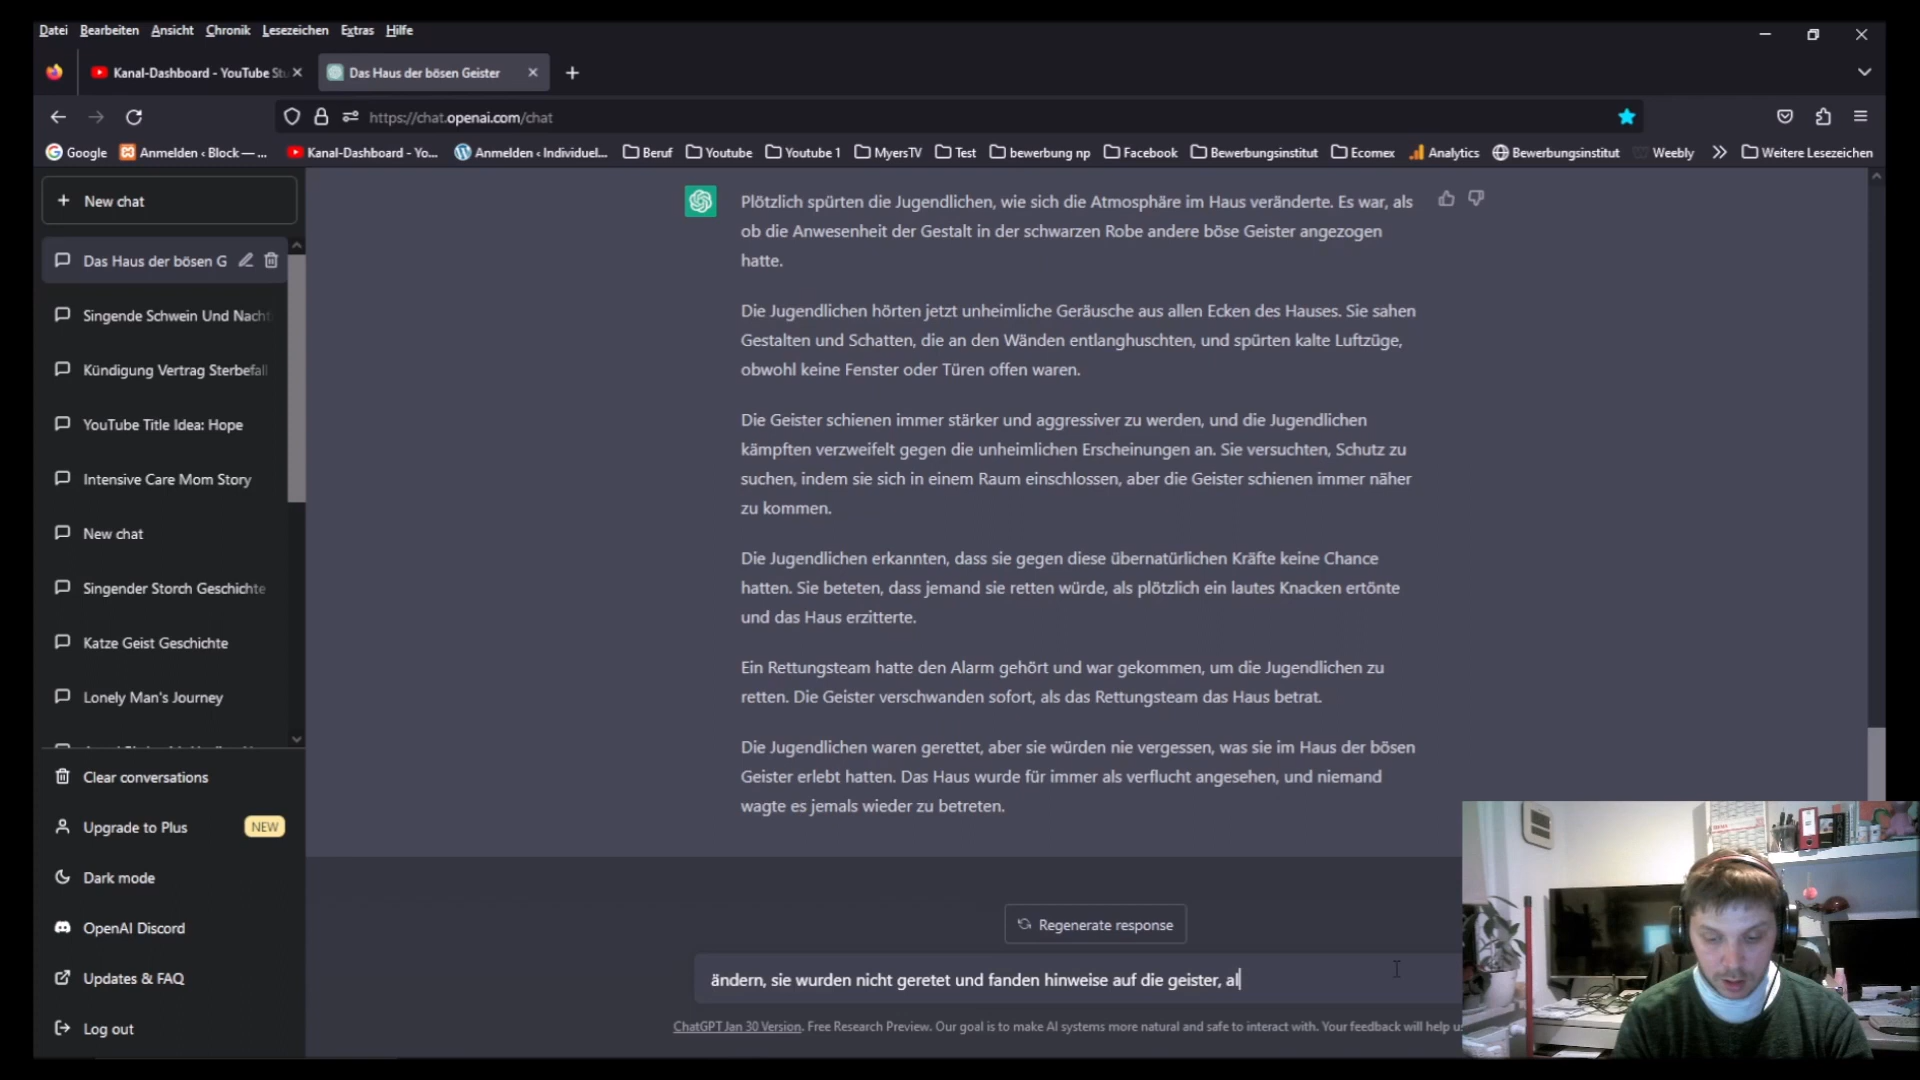 Datei Bearbeiten Ansicht Chronik Lesezeichen Extras Hilfe
Kanal-Dashboard - YouTube Stu
Das Haus der bösen Geister
https://chat.openai.com/chat
Google Anmelden ‹ Block — ... Kanal-Dashboard - Yo... Anmelden ‹ Individuel... Beruf Youtube Youtube 1 MyersTV Test bewerbung np Facebook Bewerbungsinstitut Ecomex Analytics Bewerbungsinstitut Weebly Weitere Lesezeichen
+ New chat
Das Haus der bösen G
Singende Schwein Und Nacht
Kündigung Vertrag Sterbefall
YouTube Title Idea: Hope
Intensive Care Mom Story
New chat
Singender Storch Geschichte
Katze Geist Geschichte
Lonely Man's Journey
Clear conversations
Upgrade to Plus NEW
Dark mode
OpenAI Discord
Updates & FAQ
Log out
Plötzlich spürten die Jugendlichen, wie sich die Atmosphäre im Haus veränderte. Es war, als
ob die Anwesenheit der Gestalt in der schwarzen Robe andere böse Geister angezogen
hatte.
Die Jugendlichen hörten jetzt unheimliche Geräusche aus allen Ecken des Hauses. Sie sahen
Gestalten und Schatten, die an den Wänden entlanghuschten, und spürten kalte Luftzüge,
obwohl keine Fenster oder Türen offen waren.
Die Geister schienen immer stärker und aggressiver zu werden, und die Jugendlichen
kämpften verzweifelt gegen die unheimlichen Erscheinungen an. Sie versuchten, Schutz zu
suchen, indem sie sich in einem Raum einschlossen, aber die Geister schienen immer näher
zu kommen.
Die Jugendlichen erkannten, dass sie gegen diese übernatürlichen Kräfte keine Chance
hatten. Sie beteten, dass jemand sie retten würde, als plötzlich ein lautes Knacken ertönte
und das Haus erzitterte.
Ein Rettungsteam hatte den Alarm gehört und war gekommen, um die Jugendlichen zu
retten. Die Geister verschwanden sofort, als das Rettungsteam das Haus betrat.
Die Jugendlichen waren gerettet, aber sie würden nie vergessen, was sie im Haus der bösen
Geister erlebt hatten. Das Haus wurde für immer als verflucht angesehen, und niemand
wagte es jemals wieder zu betreten.
Regenerate response
ändern, sie wurden nicht geretet und fanden hinweise auf die geister, al
ChatGPT Jan 30 Version. Free Research Preview. Our goal is to make AI systems more natural and safe to interact with. Your feedback will help u